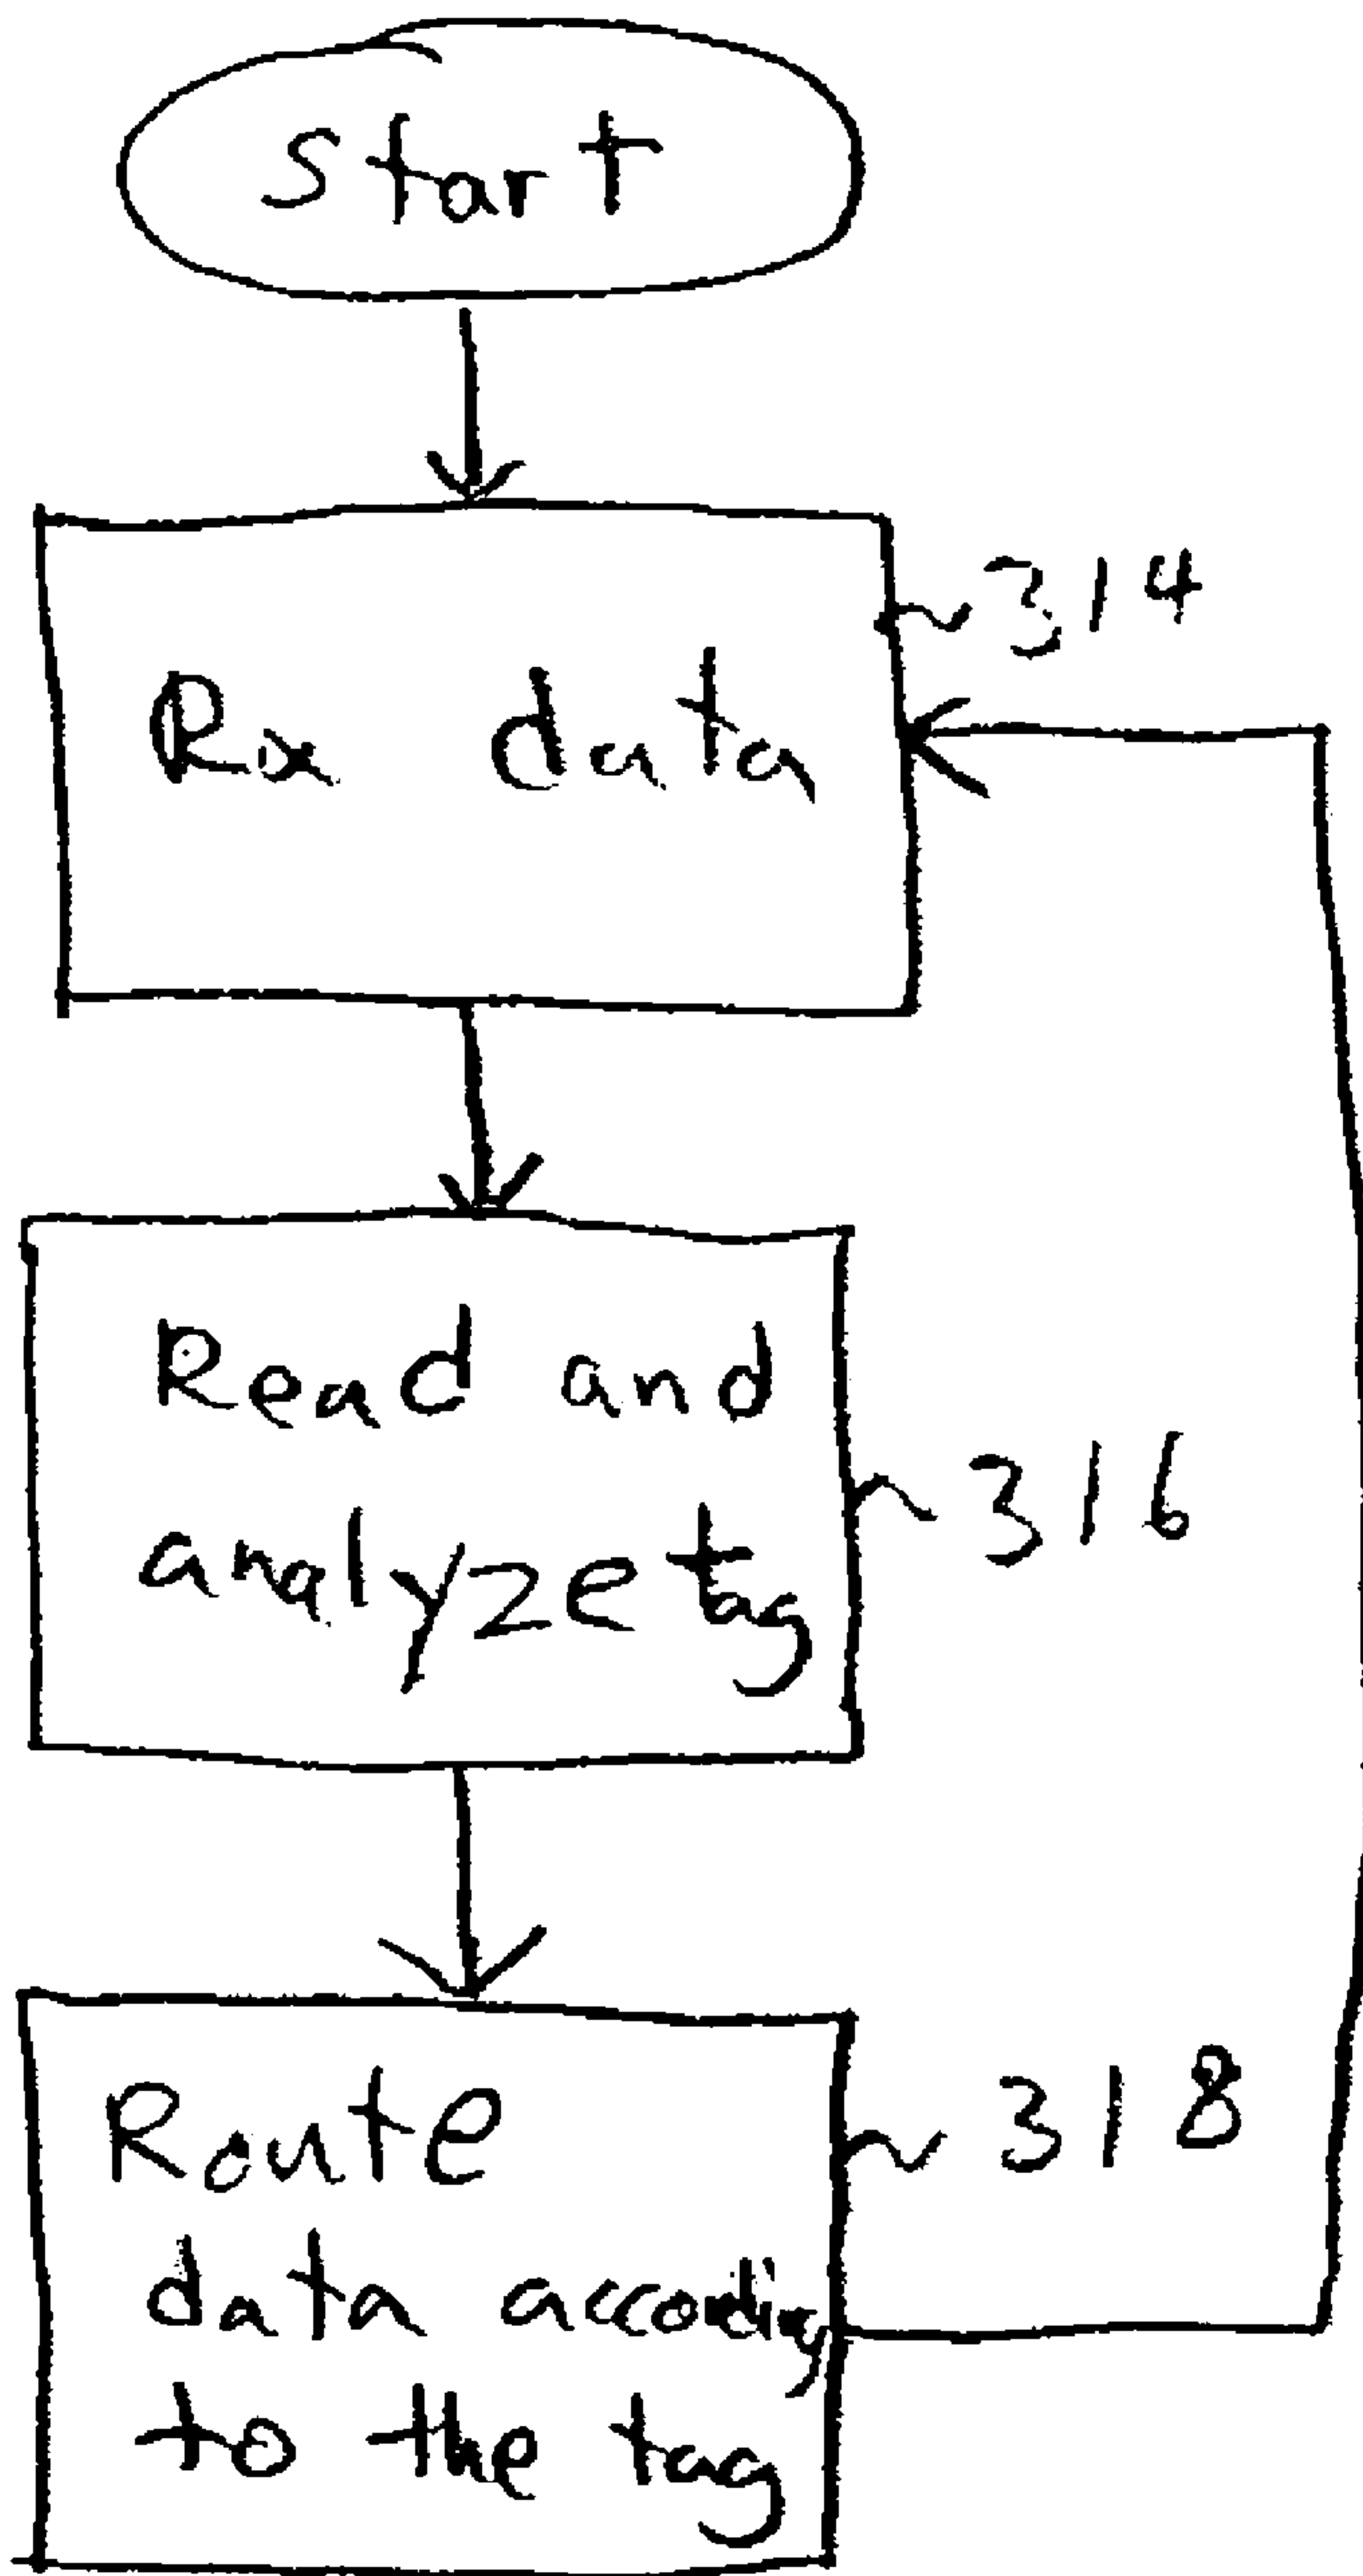 Start
Rx data
314
Read and
analyze tag
316
Route
data according
to the tag
318